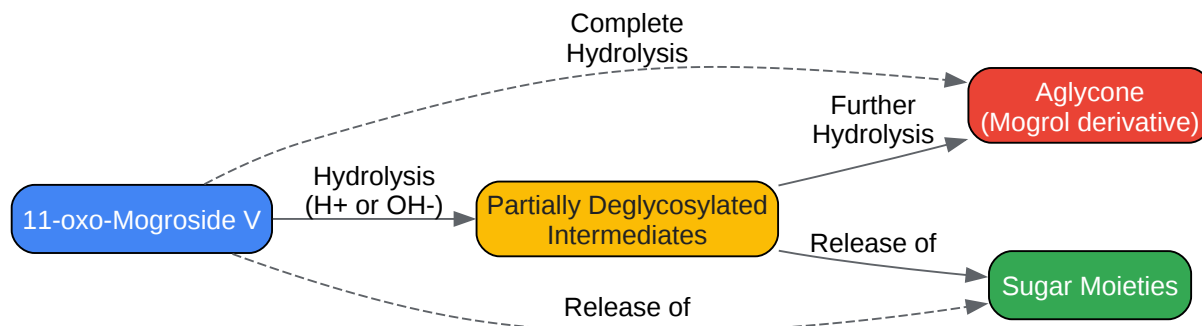 Complete
Hydrolysis
Aglycone
(Mogrol derivative)
Further
Hydrolysis
Hydrolysis
(H+ or OH-)
11-oxo-Mogroside V
Partially Deglycosylated
Intermediates
Release of
Sugar Moieties
Release of